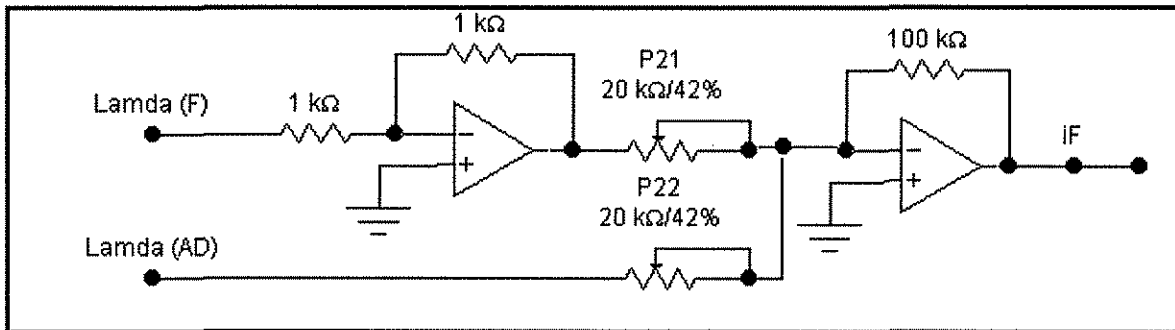 1 kΩ
100 kΩ
P21
20 kΩ/42%
Lamda (F)
1 kΩ
−
+
−
+
IF
P22
20 kΩ/42%
Lamda (AD)